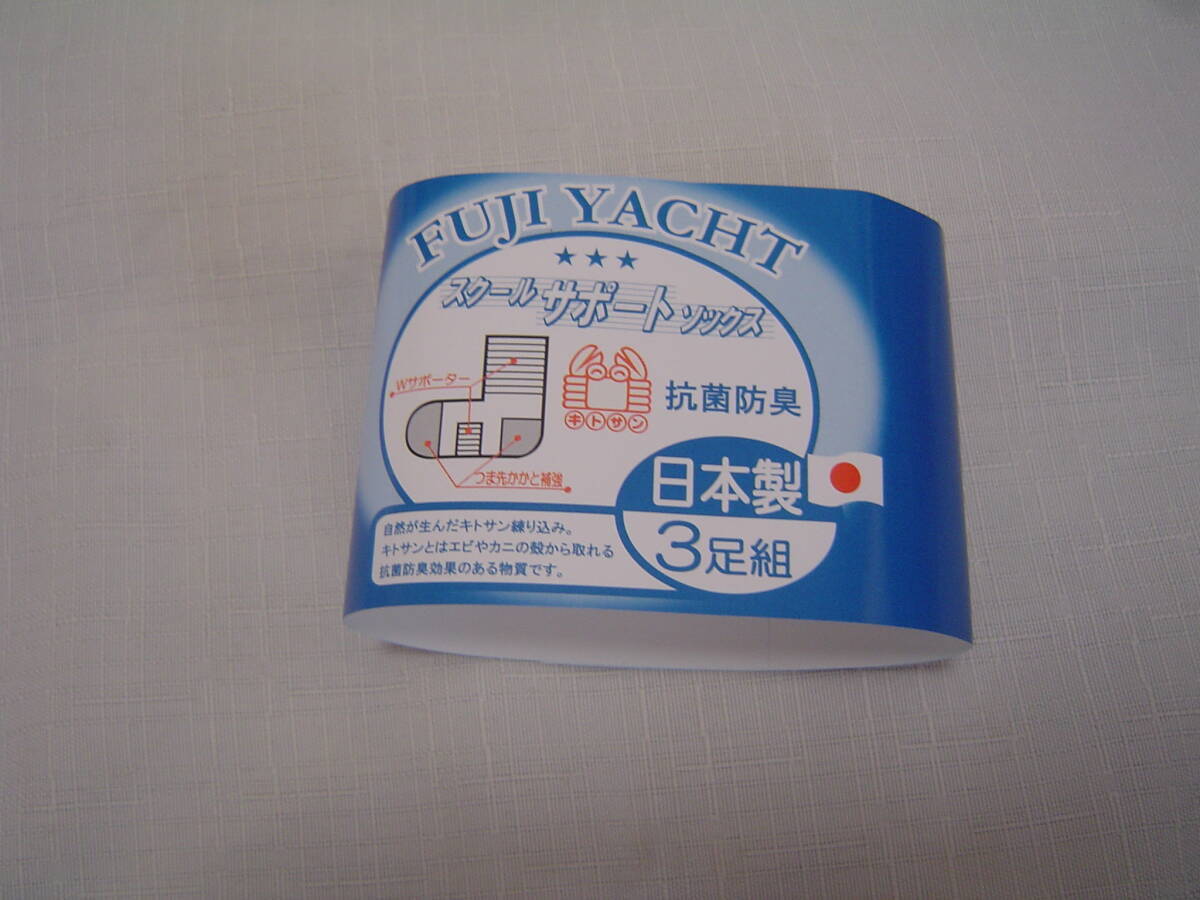 FUJI YACHT
★★★
スクール サポート ソックス
Wサポーター
キトサン
抗菌防臭
つま先かかと補強
日本製
3足組
自然が生んだキトサン練り込み。
キトサンとはエビやカニの殻から取れる
抗菌防臭効果のある物質です。